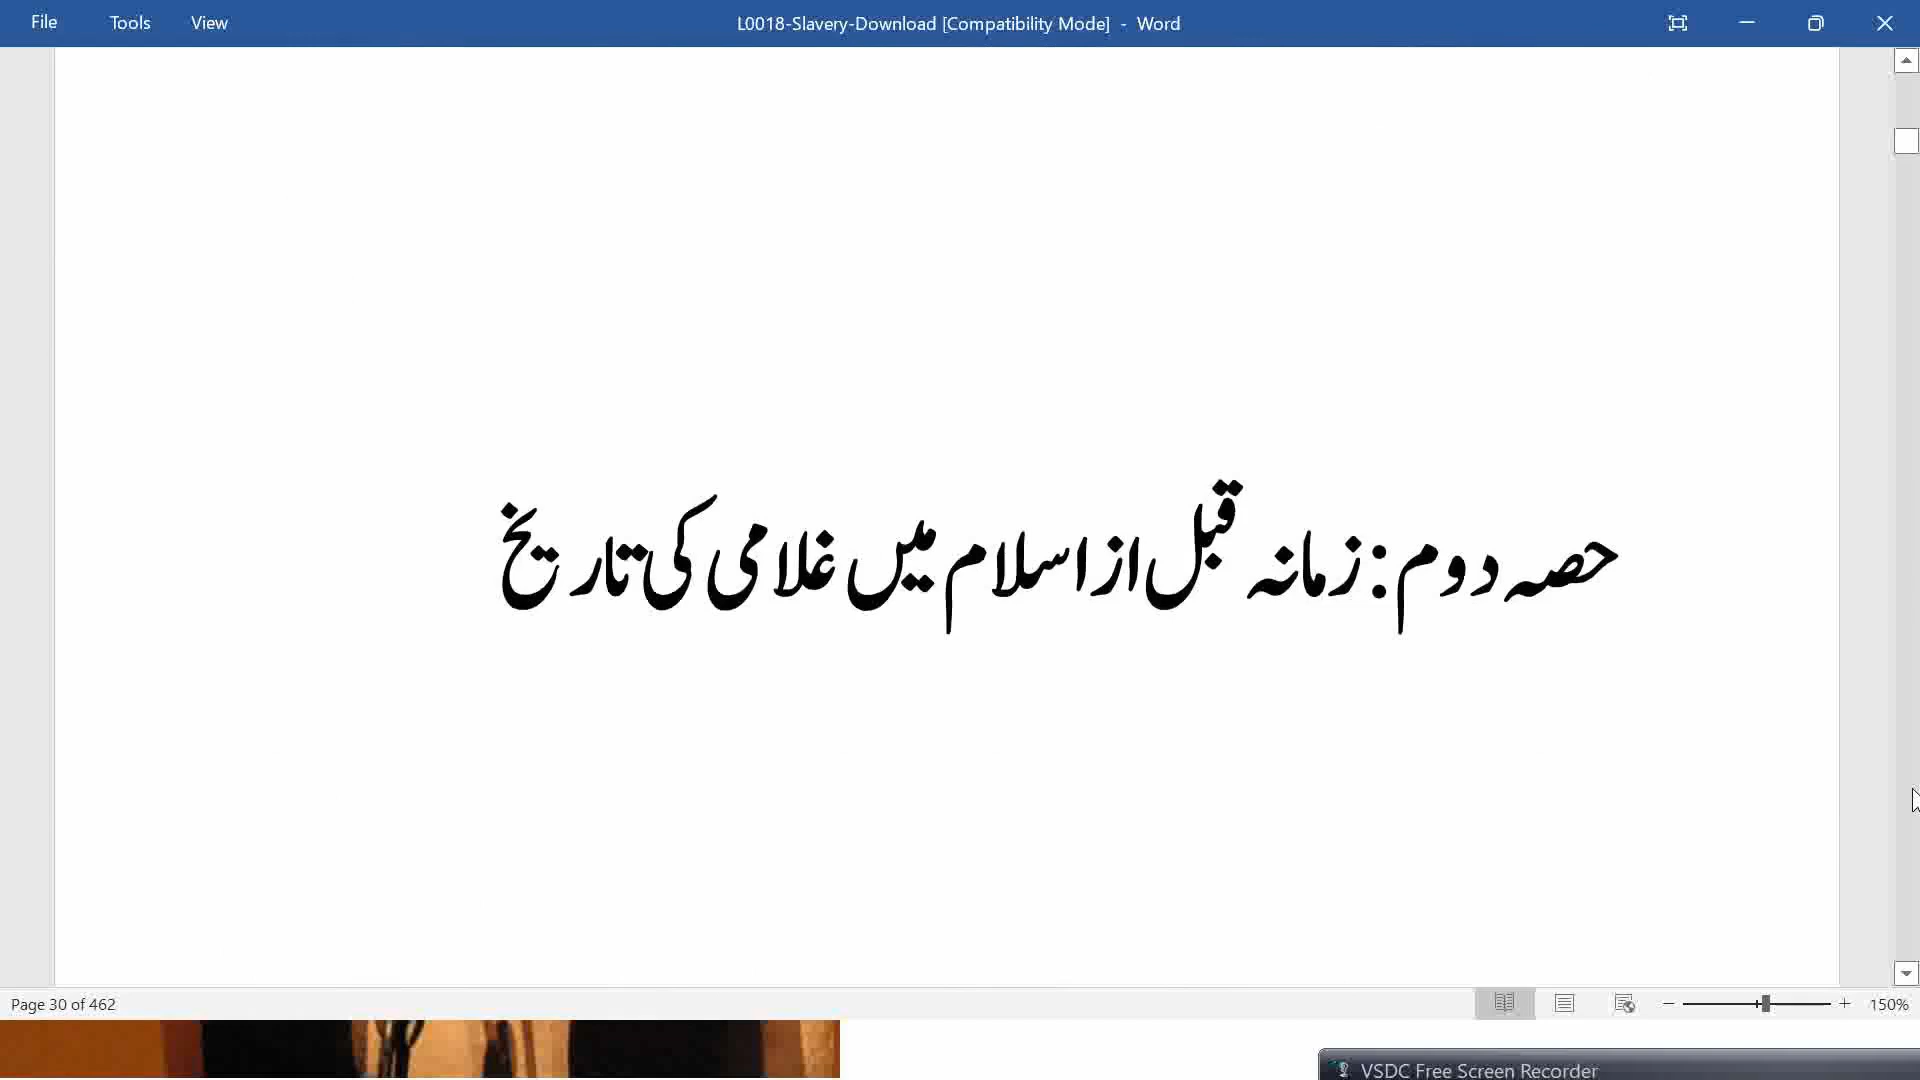 File Tools View L0018-Slavery-Download [Compatibility Mode] - Word
حصہ دوم: زمانہ قبل از اسلام میں غلامی کی تاریخ
Page 30 of 462 150%
VSDC Free Screen Recorder